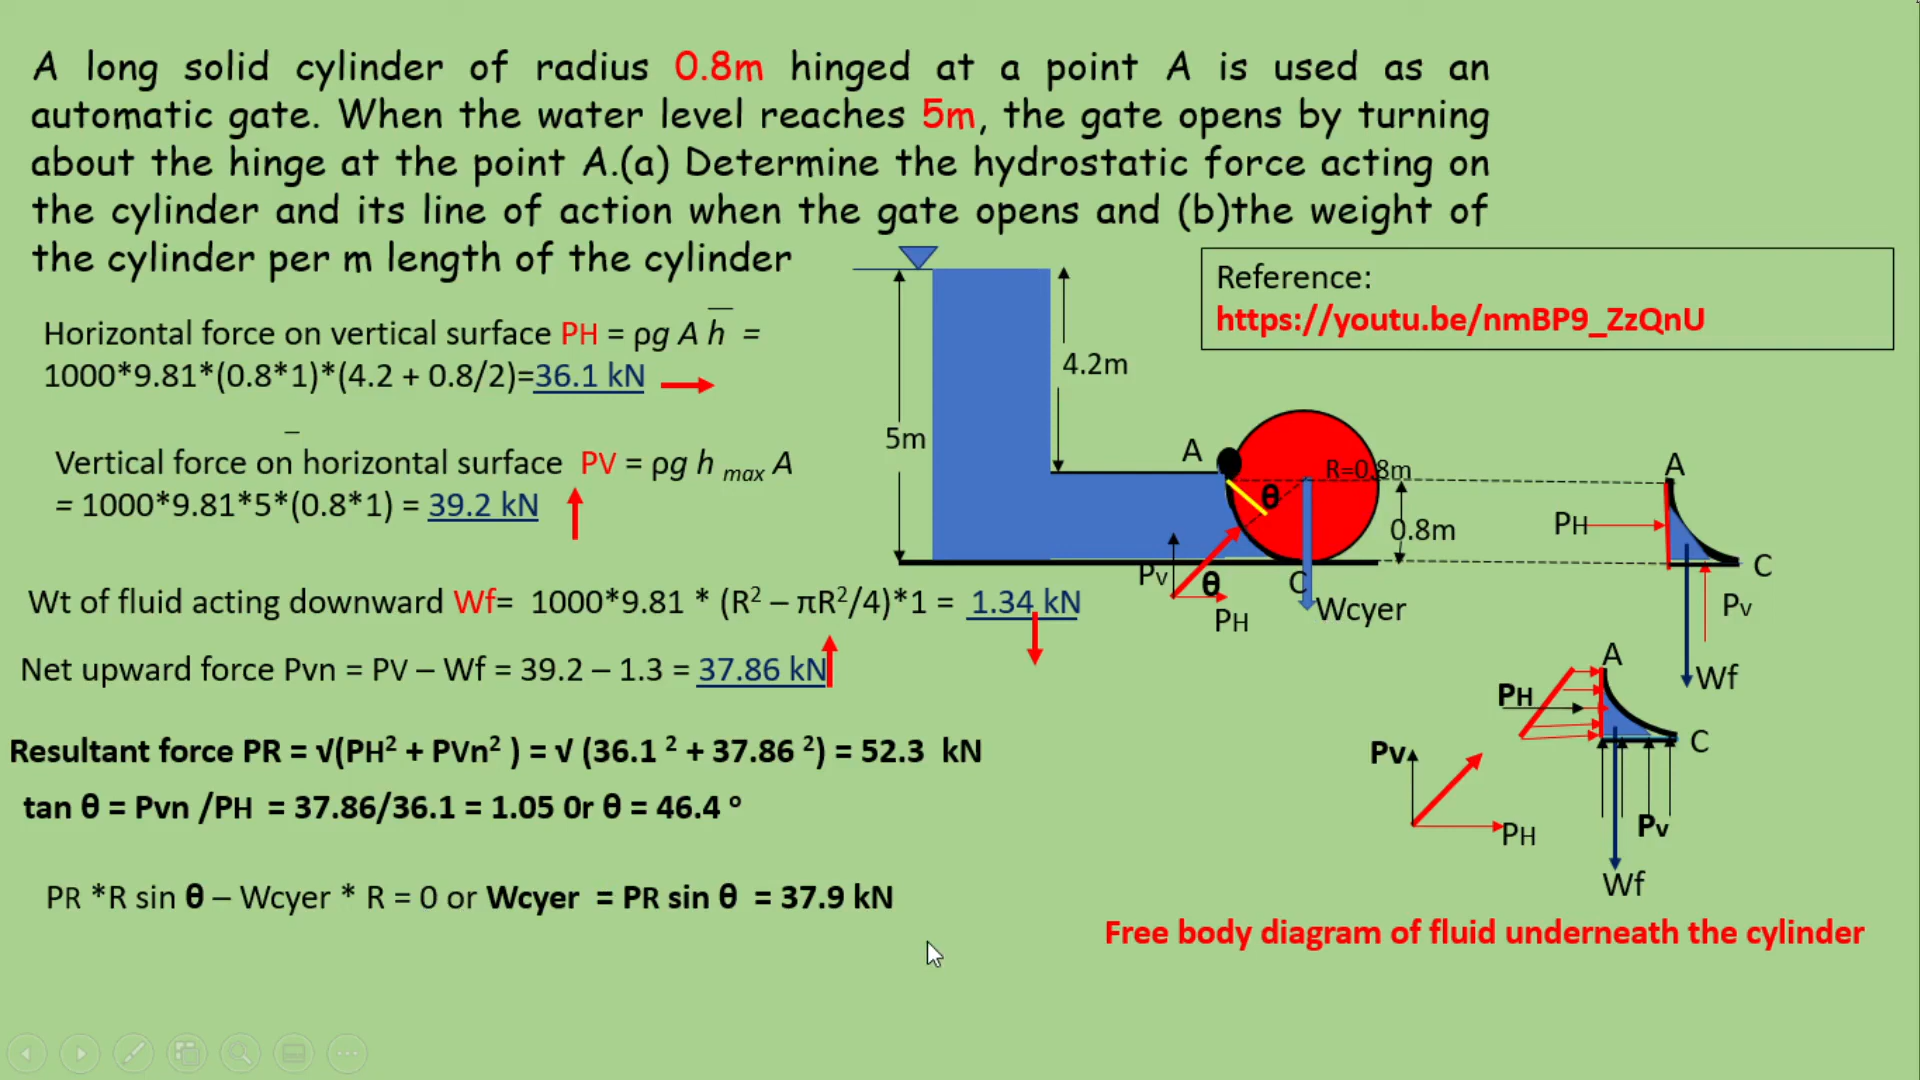 A long solid cylinder of radius 0.8m hinged at a point A is used as an
automatic gate. When the water level reaches 5m, the gate opens by turning
about the hinge at the point A.(a) Determine the hydrostatic force acting on
the cylinder and its line of action when the gate opens and (b)the weight of
the cylinder per m length of the cylinder
Reference:
https://youtu.be/nmBP9_ZzQnU
Horizontal force on vertical surface PH = ρg A h̅ =
1000*9.81*(0.8*1)*(4.2 + 0.8/2)=36.1 kN
Vertical force on horizontal surface PV = ρg h max A
= 1000*9.81*5*(0.8*1) = 39.2 kN
Wt of fluid acting downward Wf= 1000*9.81 * (R² – πR²/4)*1 = 1.34 kN
Net upward force Pvn = PV – Wf = 39.2 – 1.3 = 37.86 kN
Resultant force PR = √(PH² + PVn² ) = √ (36.1 ² + 37.86 ²) = 52.3 kN
tan θ = Pvn /PH = 37.86/36.1 = 1.05 0r θ = 46.4 º
PR *R sin θ – Wcyer * R = 0 or Wcyer = PR sin θ = 37.9 kN
4.2m
5m
A
R=0.8m
θ
0.8m
Pv
θ
C
PH
Wcyer
A
PH
C
Pv
Wf
A
PH
C
Pv
PH
Pv
Wf
Free body diagram of fluid underneath the cylinder